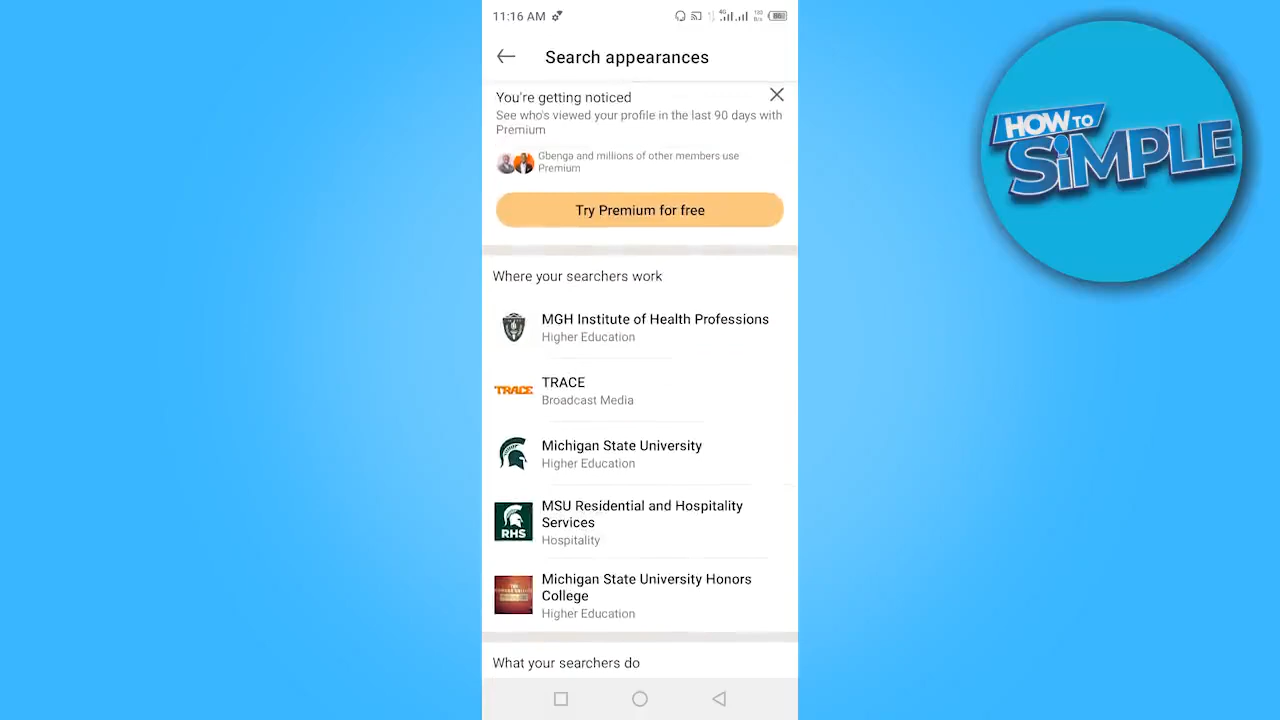 11:16 AM
4G
Search appearances
You're getting noticed
See who's viewed your profile in the last 90 days with
Premium
Gbenga and millions of other members use
Premium
Try Premium for free
Where your searchers work
MGH Institute of Health Professions
Higher Education
TRACE
TRACE
Broadcast Media
Michigan State University
Higher Education
RHS
MSU Residential and Hospitality
Services
Hospitality
Michigan State University Honors
College
Higher Education
What your searchers do
HOW TO
SIMPLE